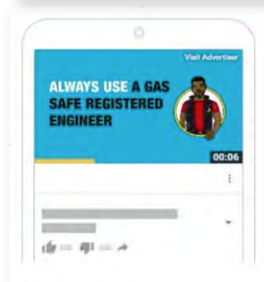 Visit Advertiser
ALWAYS USE A GAS
SAFE REGISTERED
ENGINEER
00:06